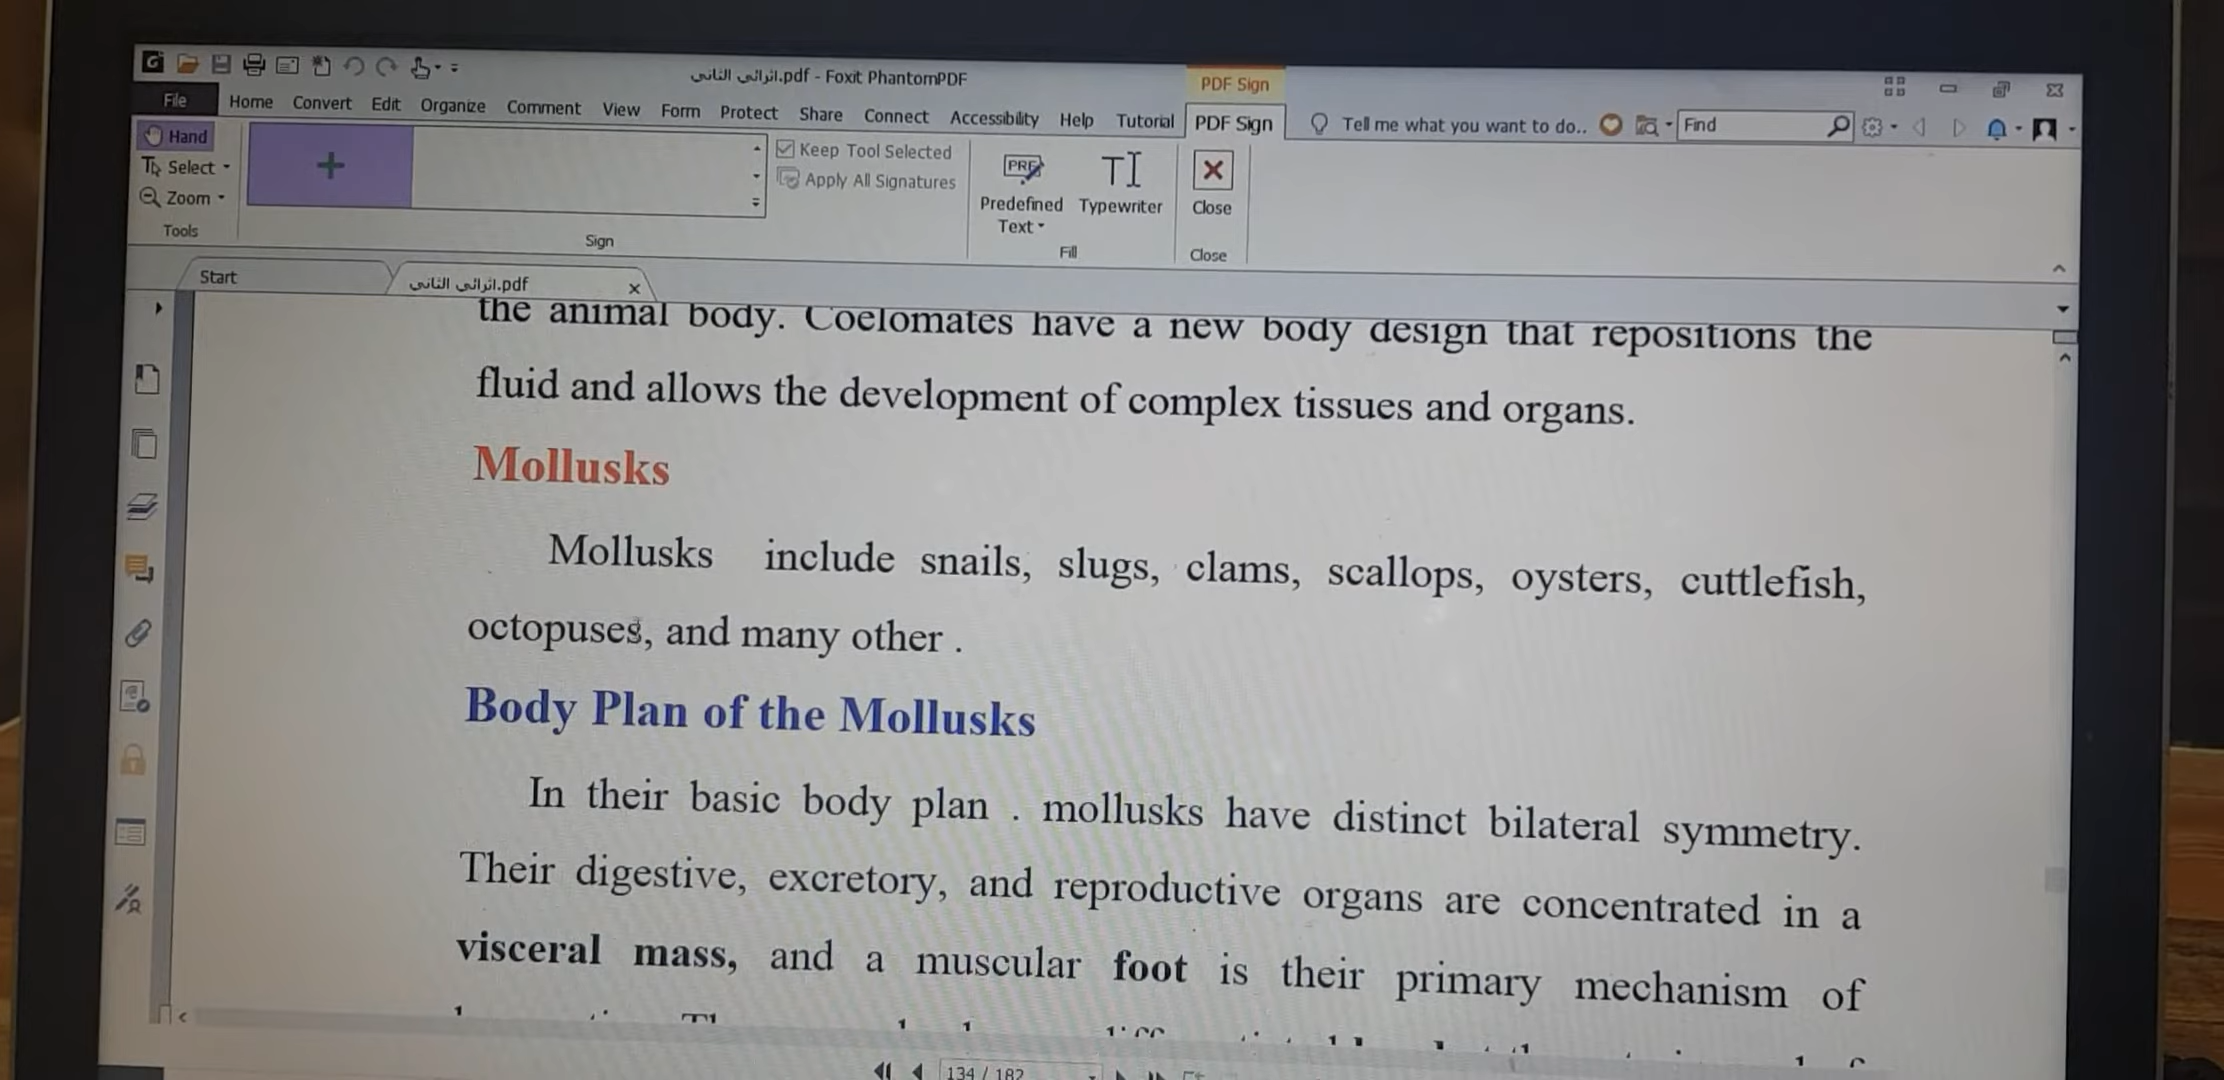 اثرائي الثاني.pdf - Foxit PhantomPDF
PDF Sign
File Home Convert Edit Organize Comment View Form Protect Share Connect Accessibility Help Tutorial PDF Sign Tell me what you want to do.. Find
Hand
Select
Zoom
Tools
Keep Tool Selected
Apply All Signatures
Sign
PRE
Predefined Text
Typewriter
Fill
Close
Close
Start
اثرائي الثاني.pdf
the animal body. Coelomates have a new body design that repositions the
fluid and allows the development of complex tissues and organs.
Mollusks
Mollusks include snails, slugs, clams, scallops, oysters, cuttlefish,
octopuses, and many other .
Body Plan of the Mollusks
In their basic body plan . mollusks have distinct bilateral symmetry.
Their digestive, excretory, and reproductive organs are concentrated in a
visceral mass, and a muscular foot is their primary mechanism of
134 / 182